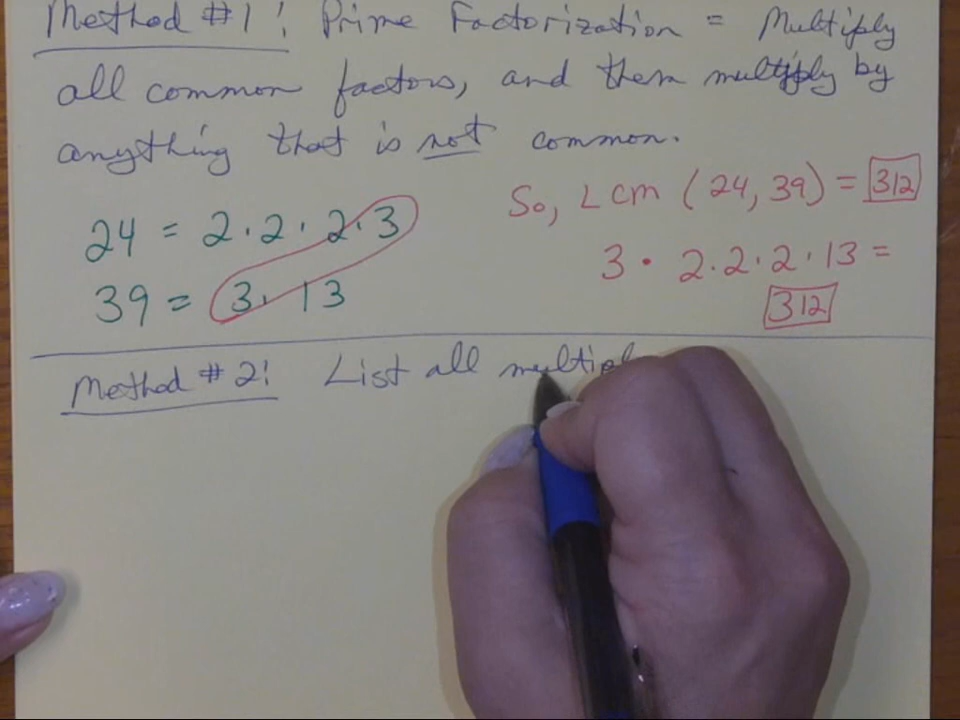 Method #1: Prime Factorization = Multiply
all common factors, and them multiply by
anything that is not common.
24 = 2·2·2·3
39 = 3·13
So, Lcm (24, 39) = 312
3 · 2·2·2·13 =
312
Method #2: List all